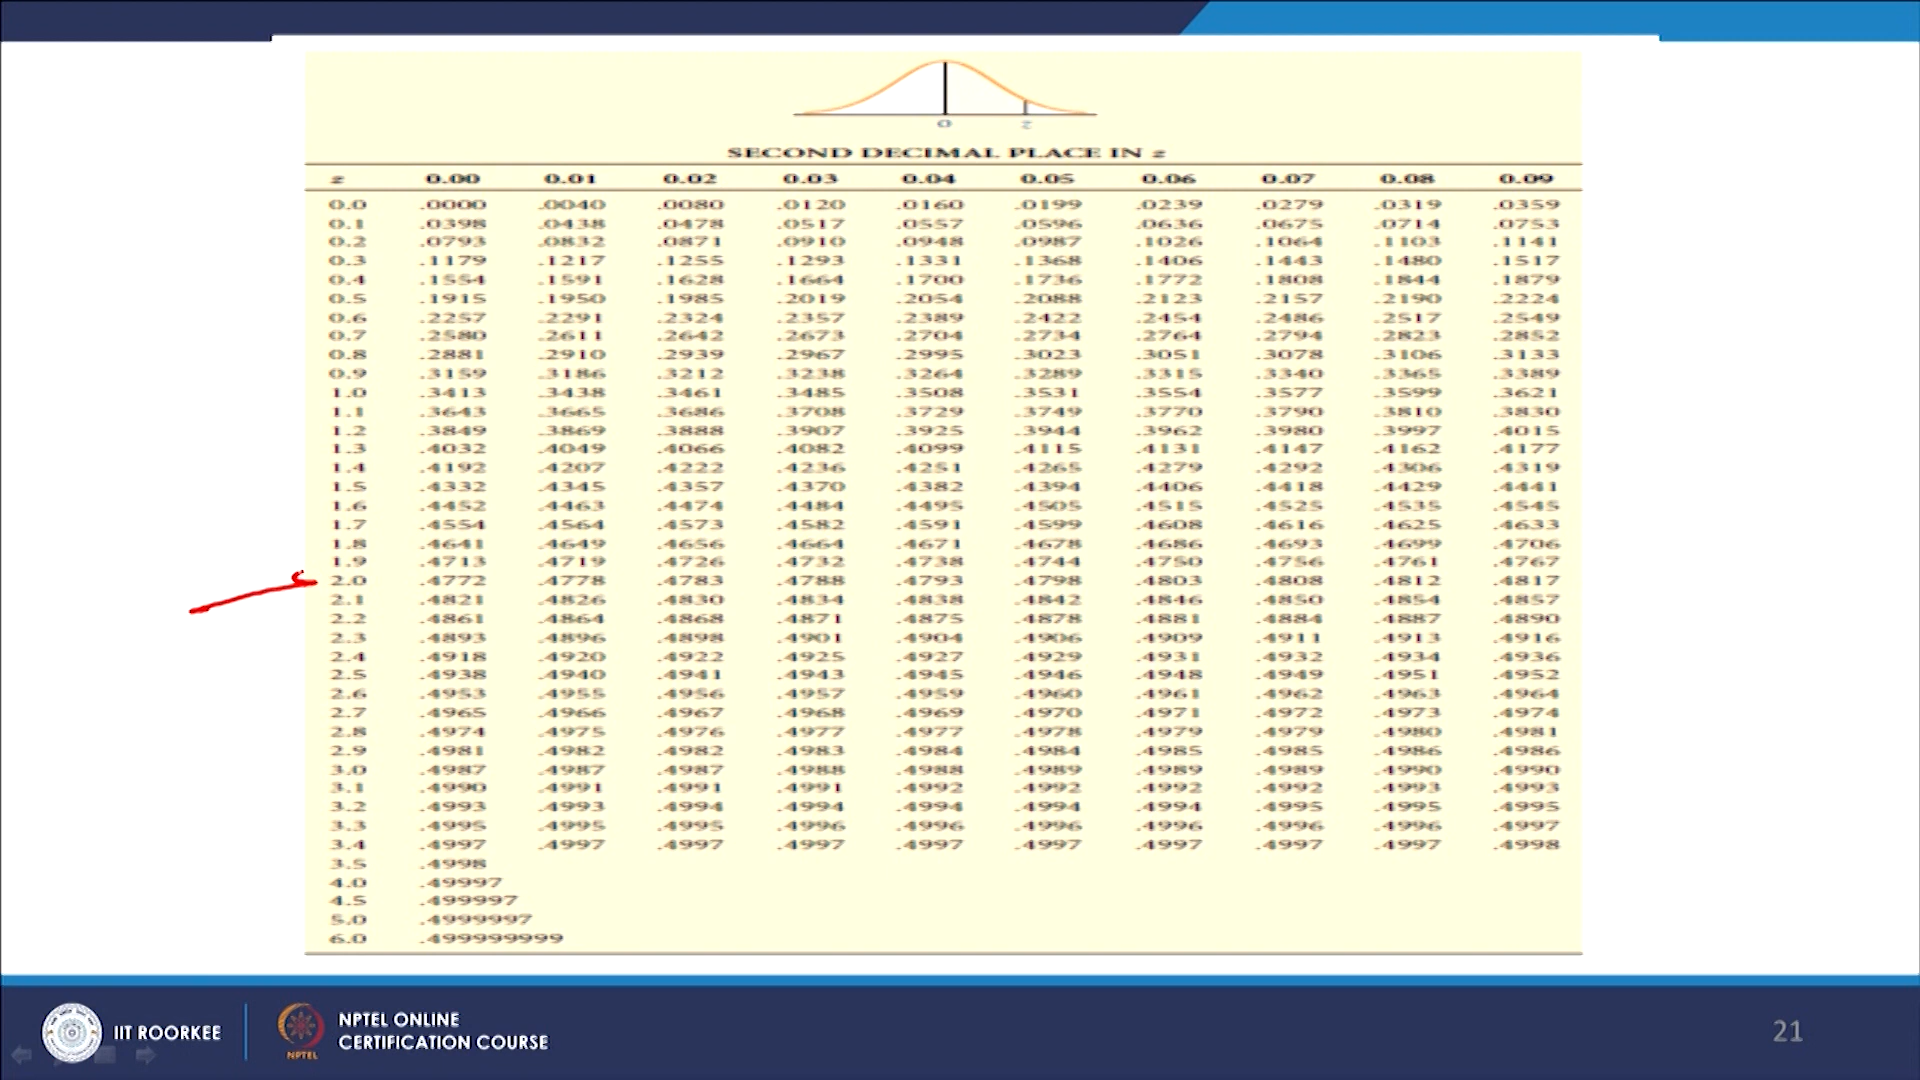 0 z
SECOND DECIMAL PLACE IN z
z 0.00 0.01 0.02 0.03 0.04 0.05 0.06 0.07 0.08 0.09
0.0 .0000 .0040 .0080 .0120 .0160 .0199 .0239 .0279 .0319 .0359
0.1 .0398 .0438 .0478 .0517 .0557 .0596 .0636 .0675 .0714 .0753
0.2 .0793 .0832 .0871 .0910 .0948 .0987 .1026 .1064 .1103 .1141
0.3 .1179 .1217 .1255 .1293 .1331 .1368 .1406 .1443 .1480 .1517
0.4 .1554 .1591 .1628 .1664 .1700 .1736 .1772 .1808 .1844 .1879
0.5 .1915 .1950 .1985 .2019 .2054 .2088 .2123 .2157 .2190 .2224
0.6 .2257 .2291 .2324 .2357 .2389 .2422 .2454 .2486 .2517 .2549
0.7 .2580 .2611 .2642 .2673 .2704 .2734 .2764 .2794 .2823 .2852
0.8 .2881 .2910 .2939 .2967 .2995 .3023 .3051 .3078 .3106 .3133
0.9 .3159 .3186 .3212 .3238 .3264 .3289 .3315 .3340 .3365 .3389
1.0 .3413 .3438 .3461 .3485 .3508 .3531 .3554 .3577 .3599 .3621
1.1 .3643 .3665 .3686 .3708 .3729 .3749 .3770 .3790 .3810 .3830
1.2 .3849 .3869 .3888 .3907 .3925 .3944 .3962 .3980 .3997 .4015
1.3 .4032 .4049 .4066 .4082 .4099 .4115 .4131 .4147 .4162 .4177
1.4 .4192 .4207 .4222 .4236 .4251 .4265 .4279 .4292 .4306 .4319
1.5 .4332 .4345 .4357 .4370 .4382 .4394 .4406 .4418 .4429 .4441
1.6 .4452 .4463 .4474 .4484 .4495 .4505 .4515 .4525 .4535 .4545
1.7 .4554 .4564 .4573 .4582 .4591 .4599 .4608 .4616 .4625 .4633
1.8 .4641 .4649 .4656 .4664 .4671 .4678 .4686 .4693 .4699 .4706
1.9 .4713 .4719 .4726 .4732 .4738 .4744 .4750 .4756 .4761 .4767
2.0 .4772 .4778 .4783 .4788 .4793 .4798 .4803 .4808 .4812 .4817
2.1 .4821 .4826 .4830 .4834 .4838 .4842 .4846 .4850 .4854 .4857
2.2 .4861 .4864 .4868 .4871 .4875 .4878 .4881 .4884 .4887 .4890
2.3 .4893 .4896 .4898 .4901 .4904 .4906 .4909 .4911 .4913 .4916
2.4 .4918 .4920 .4922 .4925 .4927 .4929 .4931 .4932 .4934 .4936
2.5 .4938 .4940 .4941 .4943 .4945 .4946 .4948 .4949 .4951 .4952
2.6 .4953 .4955 .4956 .4957 .4959 .4960 .4961 .4962 .4963 .4964
2.7 .4965 .4966 .4967 .4968 .4969 .4970 .4971 .4972 .4973 .4974
2.8 .4974 .4975 .4976 .4977 .4977 .4978 .4979 .4979 .4980 .4981
2.9 .4981 .4982 .4982 .4983 .4984 .4984 .4985 .4985 .4986 .4986
3.0 .4987 .4987 .4987 .4988 .4988 .4989 .4989 .4989 .4990 .4990
3.1 .4990 .4991 .4991 .4991 .4992 .4992 .4992 .4992 .4993 .4993
3.2 .4993 .4993 .4994 .4994 .4994 .4994 .4994 .4995 .4995 .4995
3.3 .4995 .4995 .4995 .4996 .4996 .4996 .4996 .4996 .4996 .4997
3.4 .4997 .4997 .4997 .4997 .4997 .4997 .4997 .4997 .4997 .4998
3.5 .4998
4.0 .49997
4.5 .499997
5.0 .4999997
6.0 .499999999
IIT ROORKEE
NPTEL
NPTEL ONLINE
CERTIFICATION COURSE
21